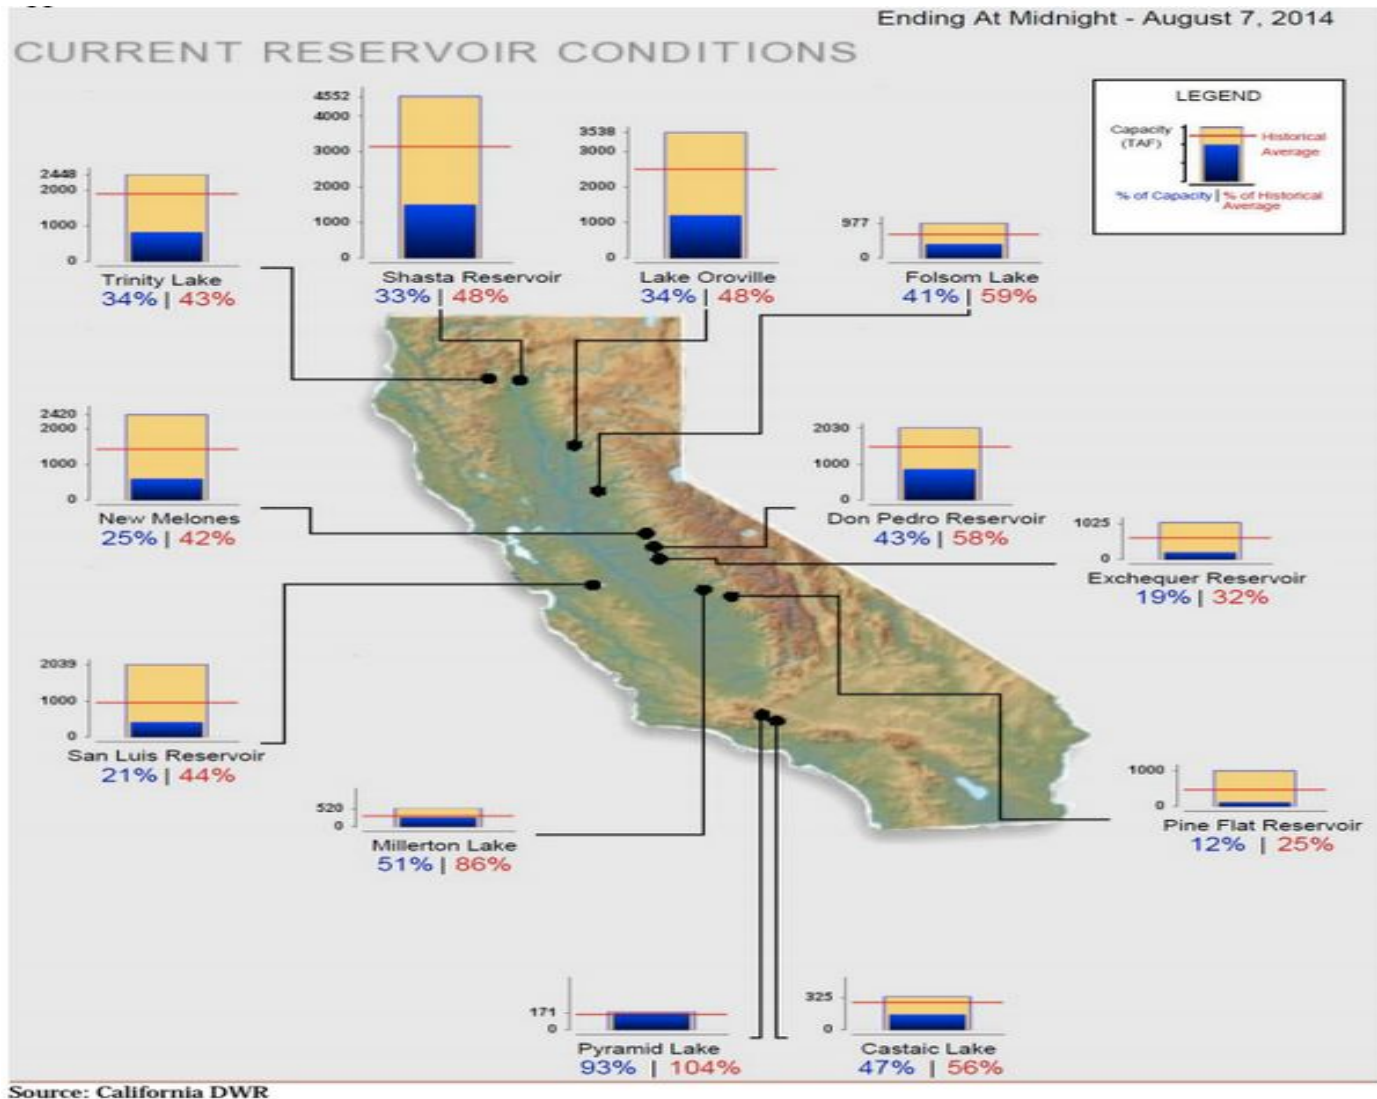 Ending At Midnight - August 7, 2014
CURRENT RESERVOIR CONDITIONS
LEGEND
Capacity
(TAF)
Historical
Average
% of Capacity | % of Historical
Average
2448
2000
1000
0
Trinity Lake
34% | 43%
4552
4000
3000
2000
1000
0
Shasta Reservoir
33% | 48%
3538
3000
2000
1000
0
Lake Oroville
34% | 48%
977
0
Folsom Lake
41% | 59%
2420
2000
1000
0
New Melones
25% | 42%
2030
1000
0
Don Pedro Reservoir
43% | 58%
1025
0
Exchequer Reservoir
19% | 32%
2039
1000
0
San Luis Reservoir
21% | 44%
520
0
Millerton Lake
51% | 86%
1000
0
Pine Flat Reservoir
12% | 25%
171
0
Pyramid Lake
93% | 104%
325
0
Castaic Lake
47% | 56%
Source: California DWR